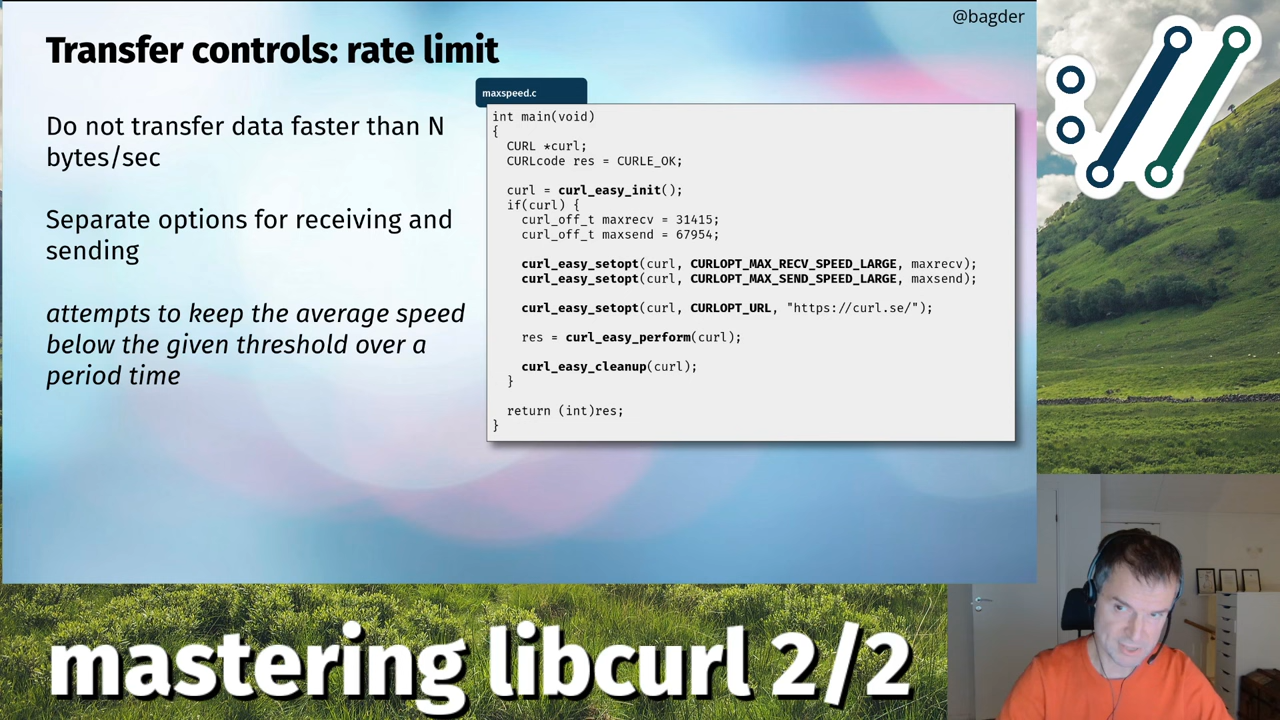 @bagder
Transfer controls: rate limit
Do not transfer data faster than N
bytes/sec
Separate options for receiving and
sending
attempts to keep the average speed
below the given threshold over a
period time
maxspeed.c
int main(void)
{
  CURL *curl;
  CURLcode res = CURLE_OK;
  curl = curl_easy_init();
  if(curl) {
    curl_off_t maxrecv = 31415;
    curl_off_t maxsend = 67954;
    curl_easy_setopt(curl, CURLOPT_MAX_RECV_SPEED_LARGE, maxrecv);
    curl_easy_setopt(curl, CURLOPT_MAX_SEND_SPEED_LARGE, maxsend);
    curl_easy_setopt(curl, CURLOPT_URL, "https://curl.se/");
    res = curl_easy_perform(curl);
    curl_easy_cleanup(curl);
  }
  return (int)res;
}
mastering libcurl 2/2